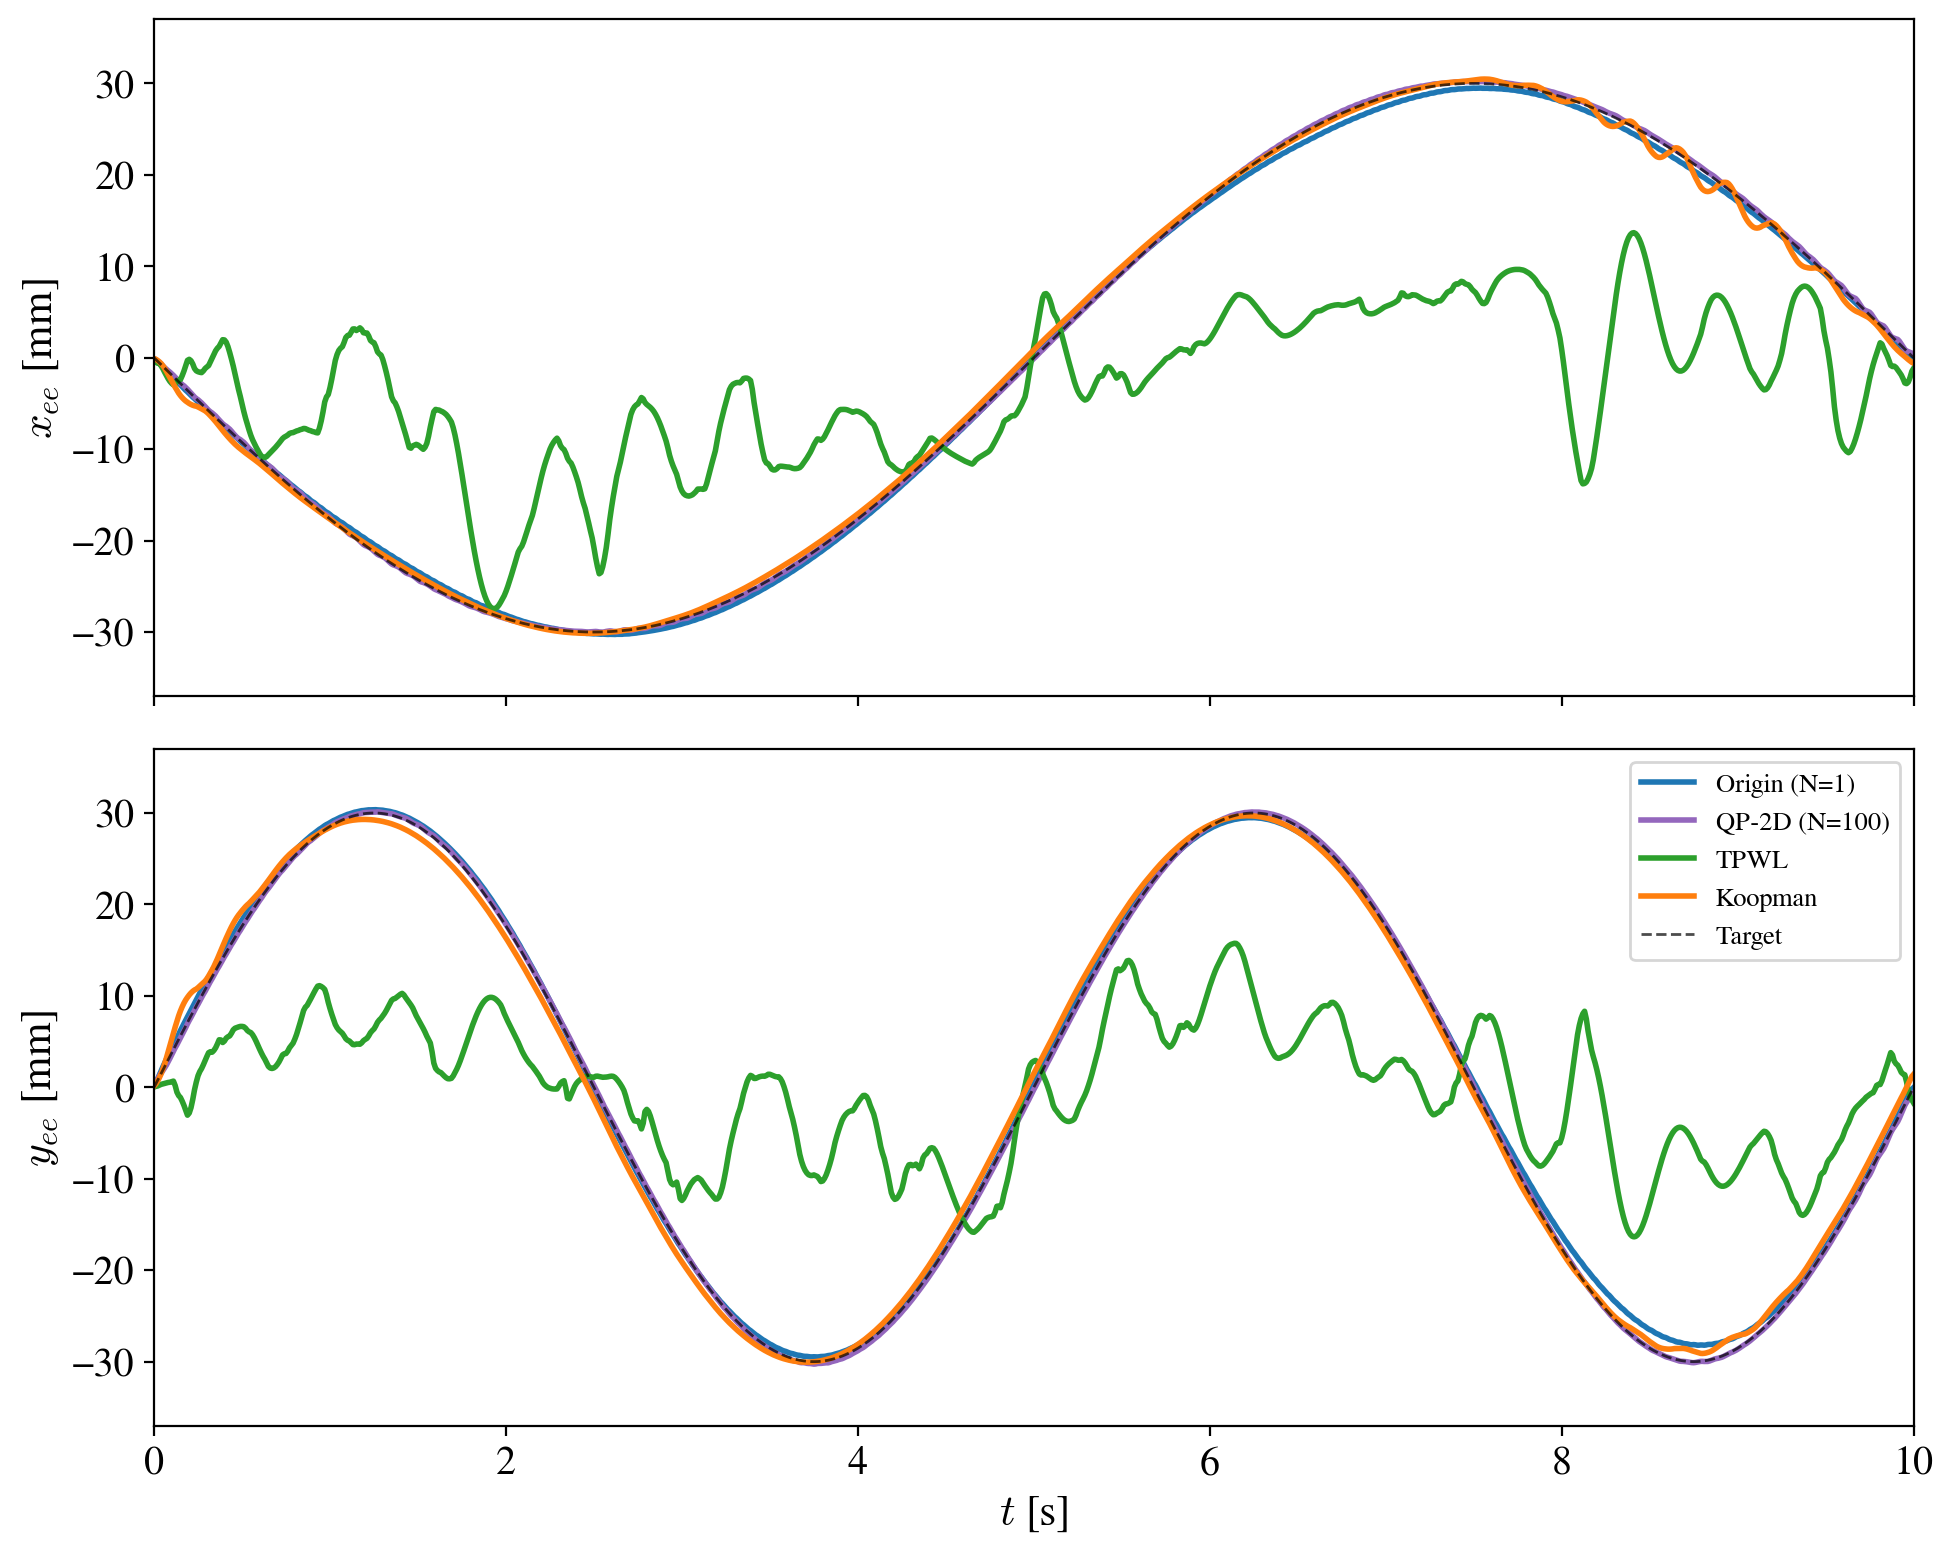 30
20
10
0
−10
−20
−30
x_ee [mm]
30
20
10
0
−10
−20
−30
y_ee [mm]
Origin (N=1)
QP-2D (N=100)
TPWL
Koopman
Target
0 2 4 6 8 10
t [s]